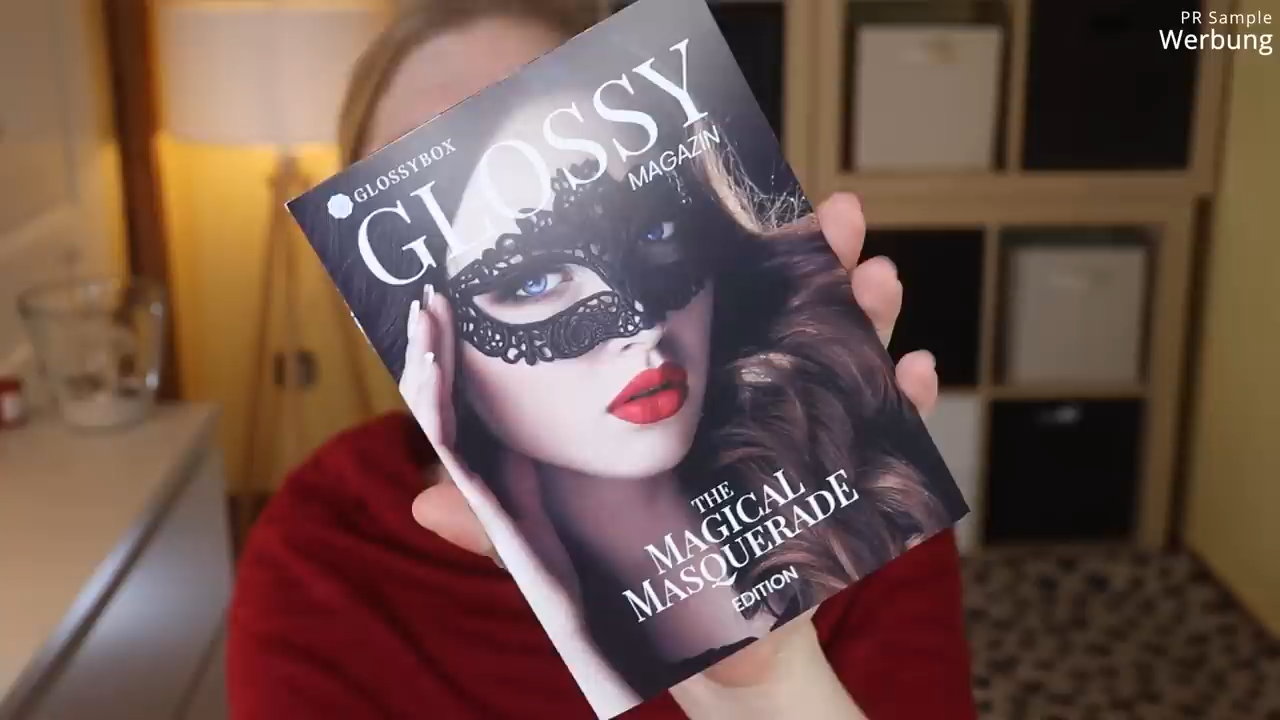 PR Sample
Werbung
GLOSSYBOX
GLOSSY
MAGAZIN
THE
MAGICAL
MASQUERADE
EDITION